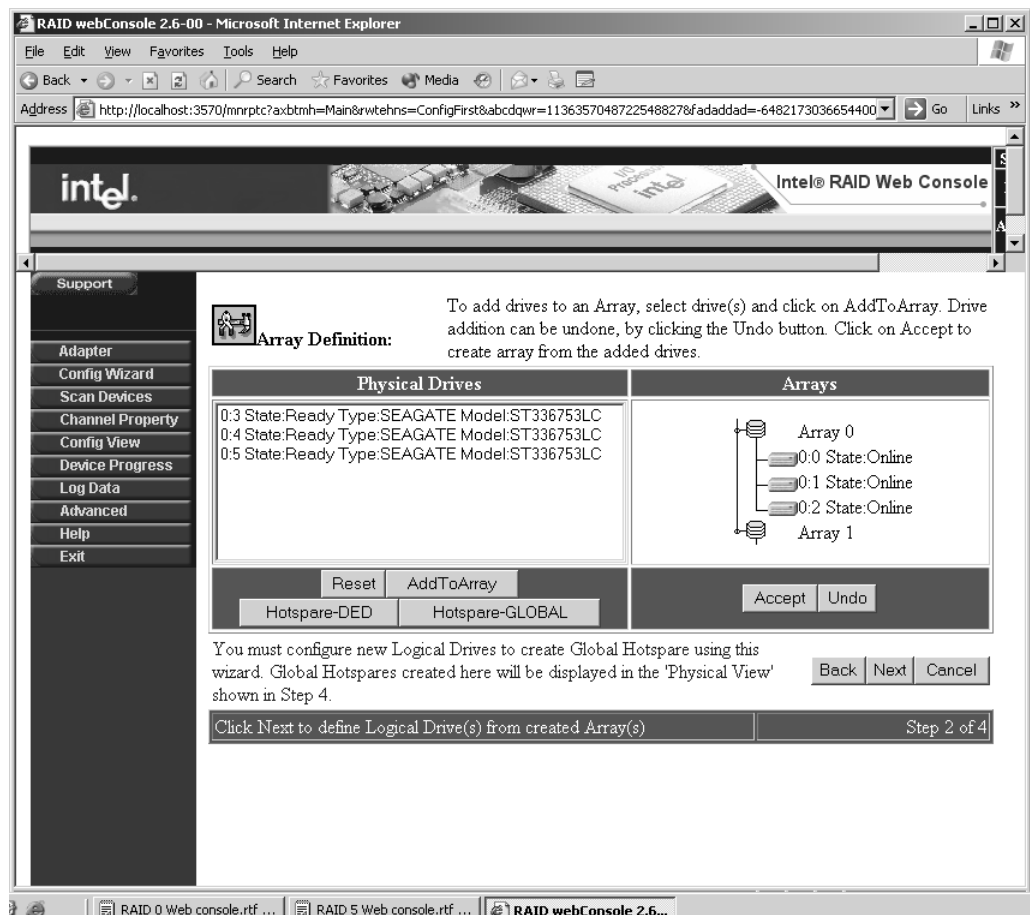 RAID webConsole 2.6-00 - Microsoft Internet Explorer
File Edit View Favorites Tools Help
Back Search Favorites Media
Address http://localhost:3570/mnrptc?axbtmh=Main&rwtehns=ConfigFirst&abcdqwr=1136357048722548827&fadaddad=-6482173036654400 Go Links »
intel. I/O Processor intel Intel® RAID Web Console
S
A
Support
Adapter
Config Wizard
Scan Devices
Channel Property
Config View
Device Progress
Log Data
Advanced
Help
Exit
Array Definition:
To add drives to an Array, select drive(s) and click on AddToArray. Drive
addition can be undone, by clicking the Undo button. Click on Accept to
create array from the added drives.
Physical Drives
0:3 State:Ready Type:SEAGATE Model:ST336753LC
0:4 State:Ready Type:SEAGATE Model:ST336753LC
0:5 State:Ready Type:SEAGATE Model:ST336753LC
Reset AddToArray
Hotspare-DED Hotspare-GLOBAL
Arrays
Array 0
0:0 State:Online
0:1 State:Online
0:2 State:Online
Array 1
Accept Undo
You must configure new Logical Drives to create Global Hotspare using this
wizard. Global Hotspares created here will be displayed in the 'Physical View'
shown in Step 4.
Back Next Cancel
Click Next to define Logical Drive(s) from created Array(s) Step 2 of 4
RAID 0 Web console.rtf ... RAID 5 Web console.rtf ... RAID webConsole 2.6...